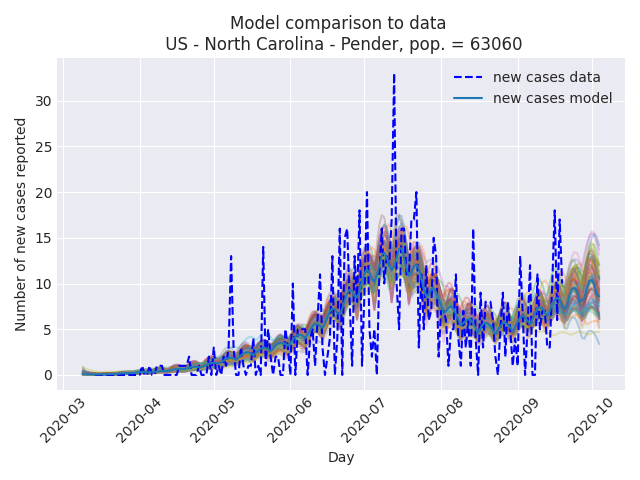 Model comparison to data
US - North Carolina - Pender, pop. = 63060
new cases data
new cases model
Number of new cases reported
30
25
20
15
10
5
0
2020-03
2020-04
2020-05
2020-06
2020-07
2020-08
2020-09
2020-10
Day